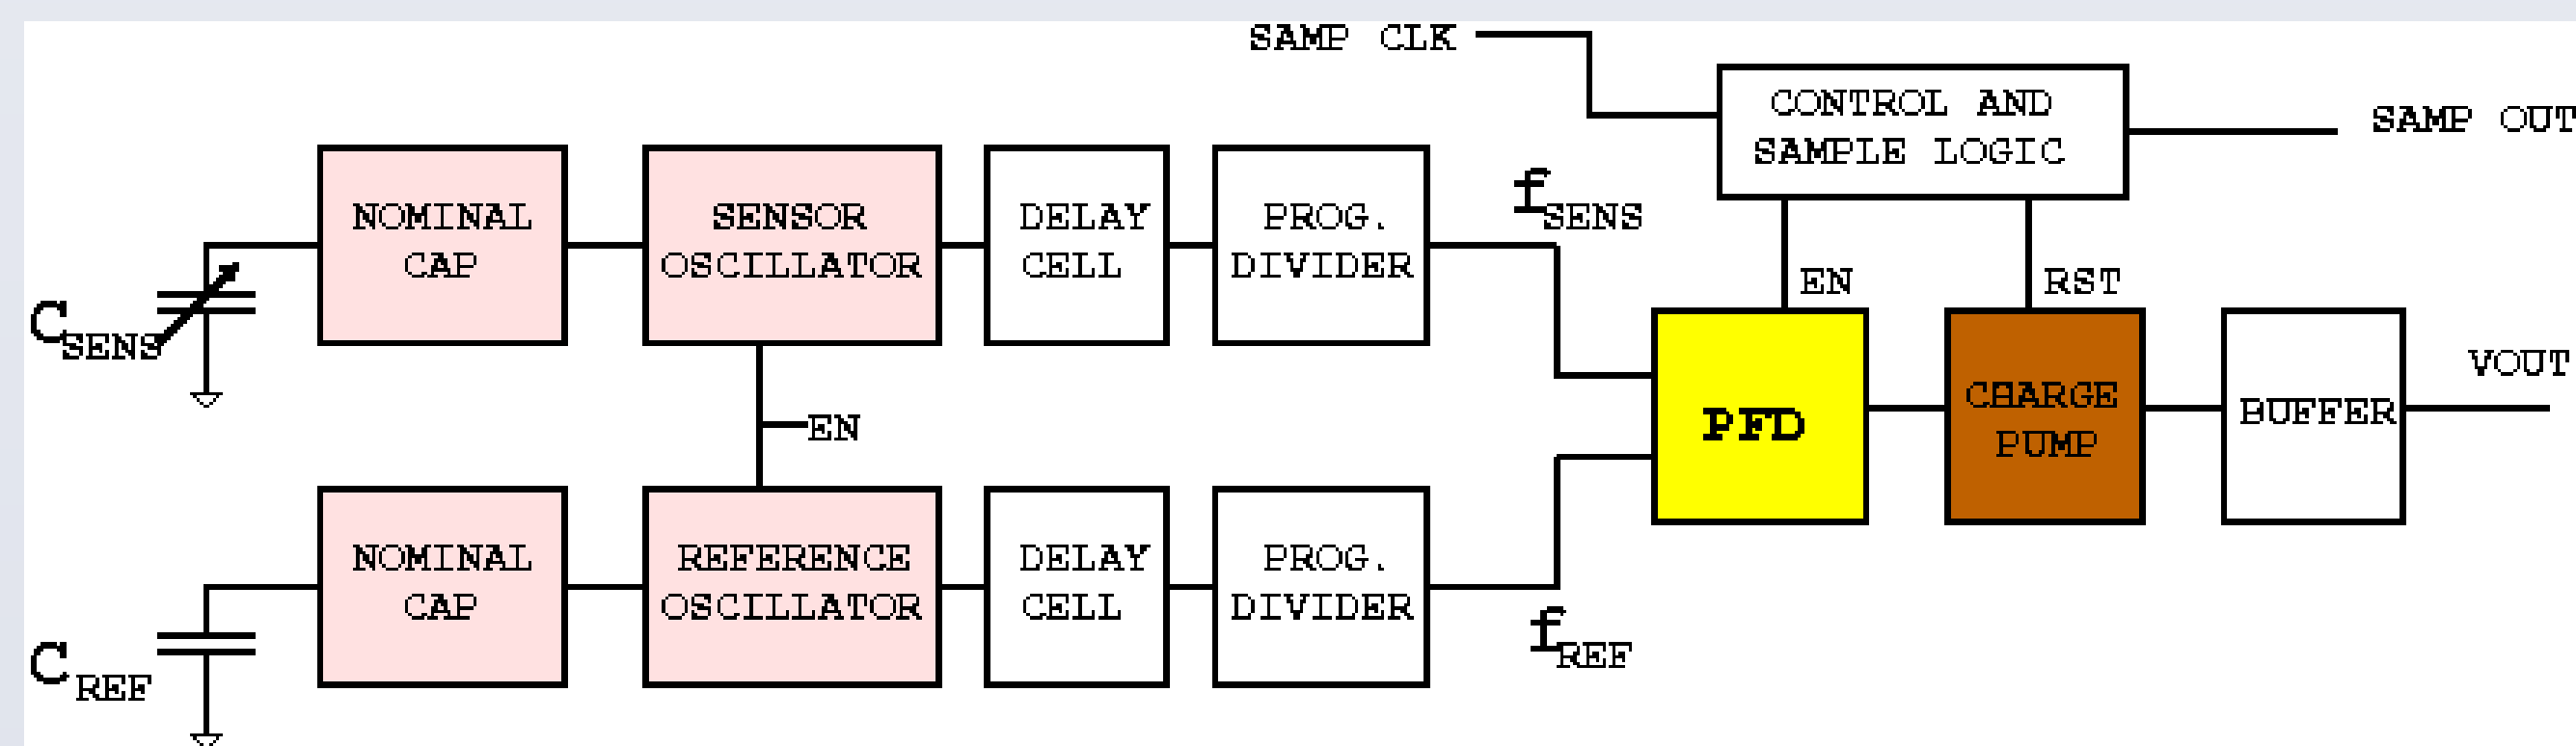 SAMP CLK
CONTROL AND
SAMPLE LOGIC
SAMP OUT
NOMINAL
CAP
SENSOR
OSCILLATOR
DELAY
CELL
PROG.
DIVIDER
fSENS
CSENS
EN
RST
EN
PFD
CHARGE
PUMP
BUFFER
VOUT
NOMINAL
CAP
REFERENCE
OSCILLATOR
DELAY
CELL
PROG.
DIVIDER
fREF
CREF